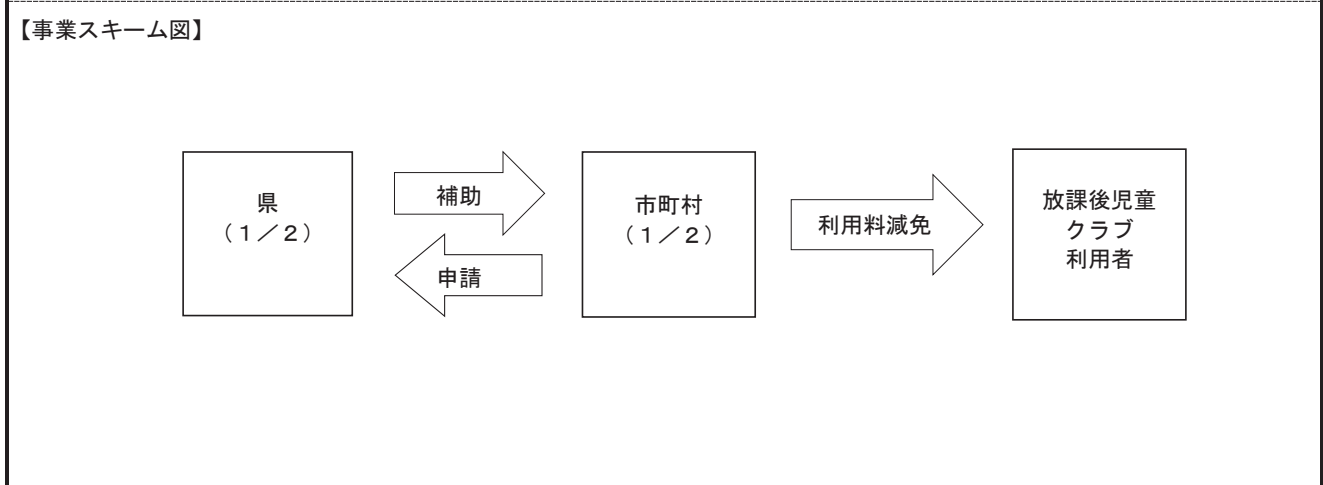 【事業スキーム図】
県
（１／２）
補助
申請
市町村
（１／２）
利用料減免
放課後児童
クラブ
利用者